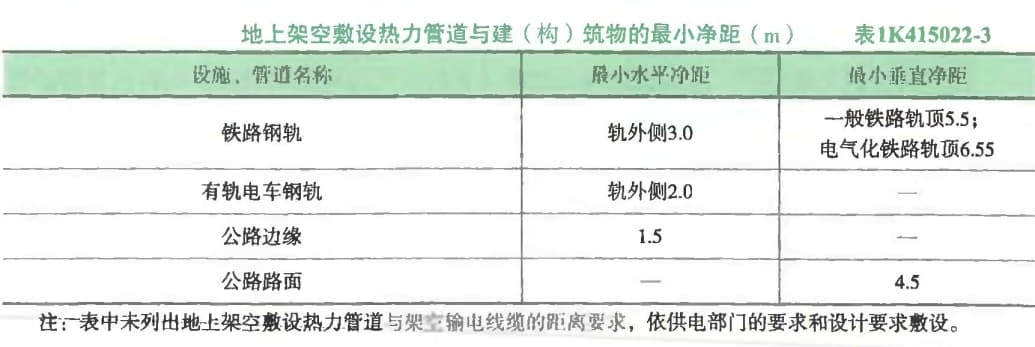 地上架空敷设热力管道与建（构）筑物的最小净距（m） 表1K415022-3
设施、管道名称 最小水平净距 最小垂直净距
铁路钢轨 轨外侧3.0 一般铁路轨顶5.5；
电气化铁路轨顶6.55
有轨电车钢轨 轨外侧2.0 —
公路边缘 1.5 —
公路路面 — 4.5
注：表中未列出地上架空敷设热力管道与架空输电线缆的距离要求，依供电部门的要求和设计要求敷设。